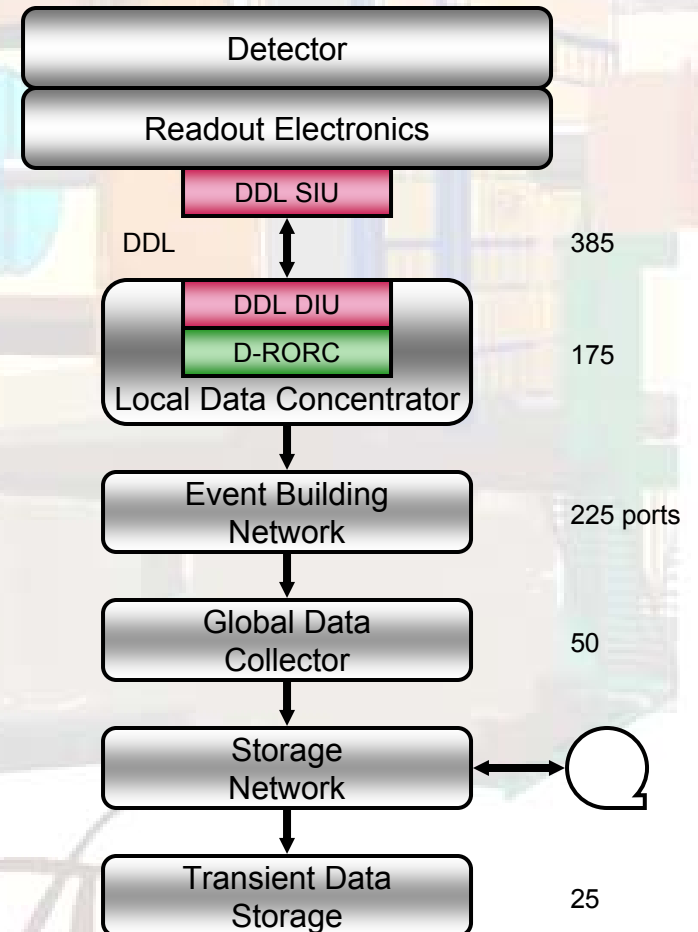 Detector
Readout Electronics
DDL SIU
DDL
385
DDL DIU
D-RORC
175
Local Data Concentrator
Event Building
Network
225 ports
Global Data
Collector
50
Storage
Network
Transient Data
Storage
25